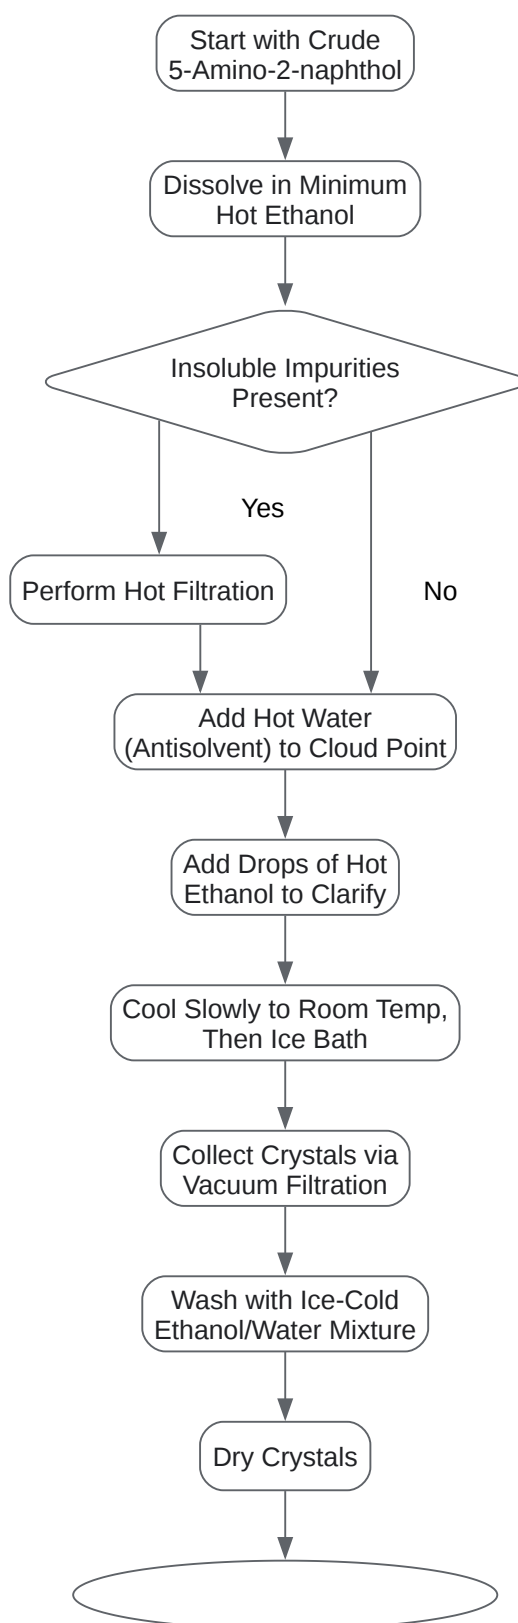 Start with Crude
5-Amino-2-naphthol
Dissolve in Minimum
Hot Ethanol
Insoluble Impurities
Present?
Yes
Perform Hot Filtration
No
Add Hot Water
(Antisolvent) to Cloud Point
Add Drops of Hot
Ethanol to Clarify
Cool Slowly to Room Temp,
Then Ice Bath
Collect Crystals via
Vacuum Filtration
Wash with Ice-Cold
Ethanol/Water Mixture
Dry Crystals